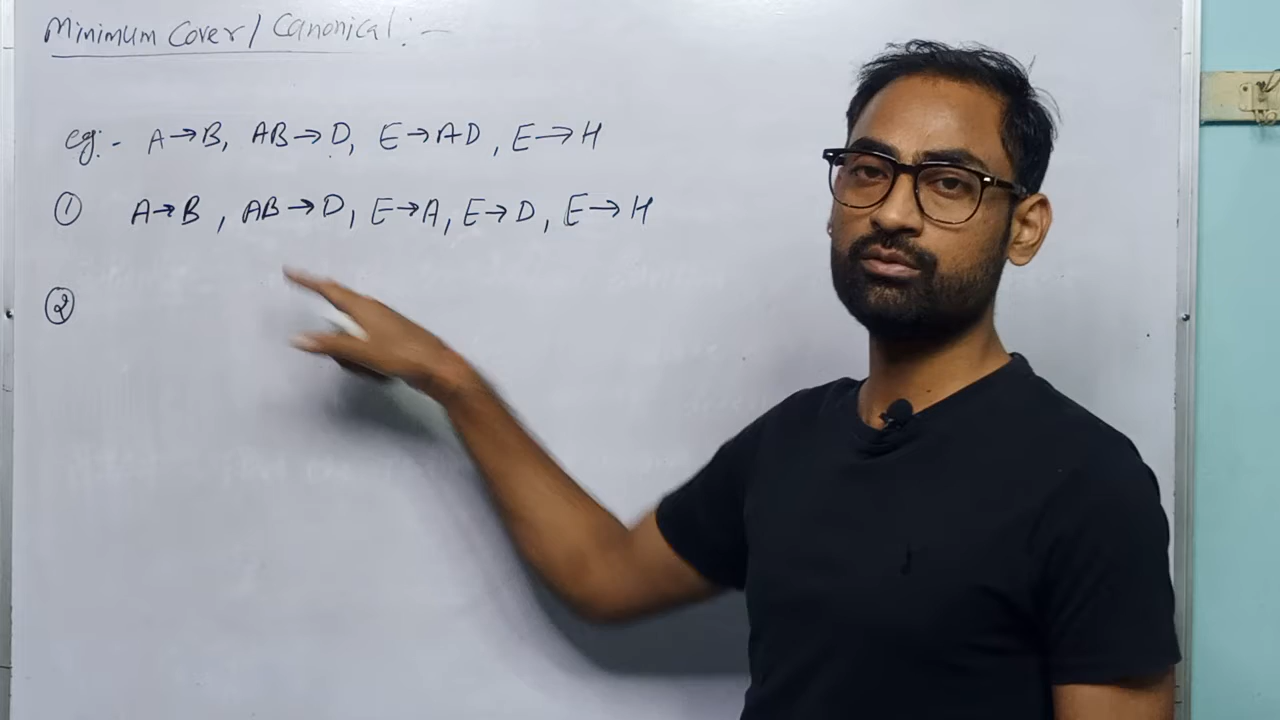 Minimum Cover / Canonical :-
eg:- A→B, AB→D, E→AD, E→H
① A→B, AB→D, E→A, E→D, E→H
②